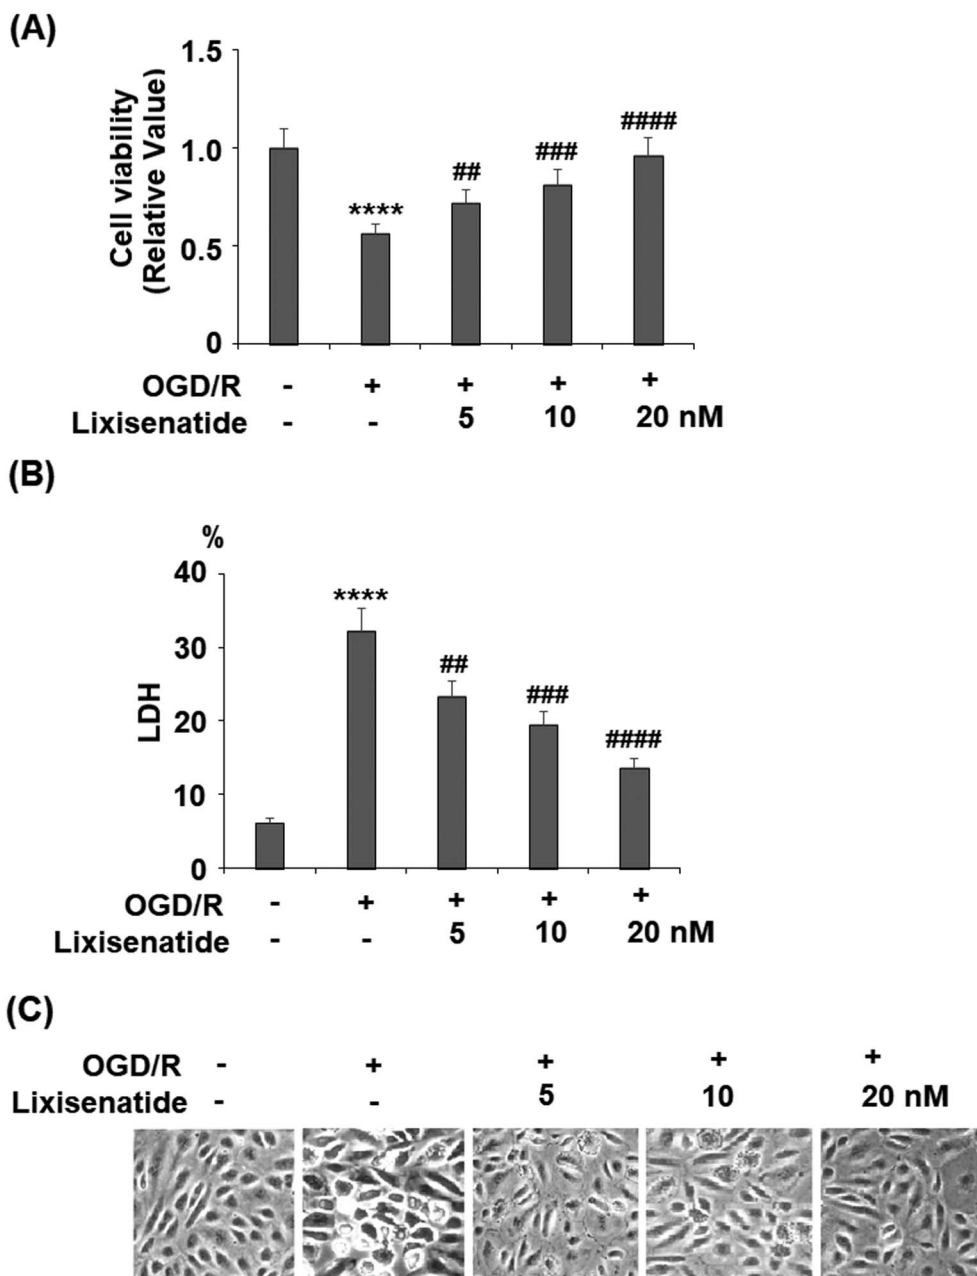 (A)
Cell viability
(Relative Value)
1.5
1.0
0.5
0
****
##
###
####
OGD/R - + + + +
Lixisenatide - - 5 10 20 nM
(B)
%
LDH
40
30
20
10
0
****
##
###
####
OGD/R - + + + +
Lixisenatide - - 5 10 20 nM
(C)
OGD/R - + + + +
Lixisenatide - - 5 10 20 nM